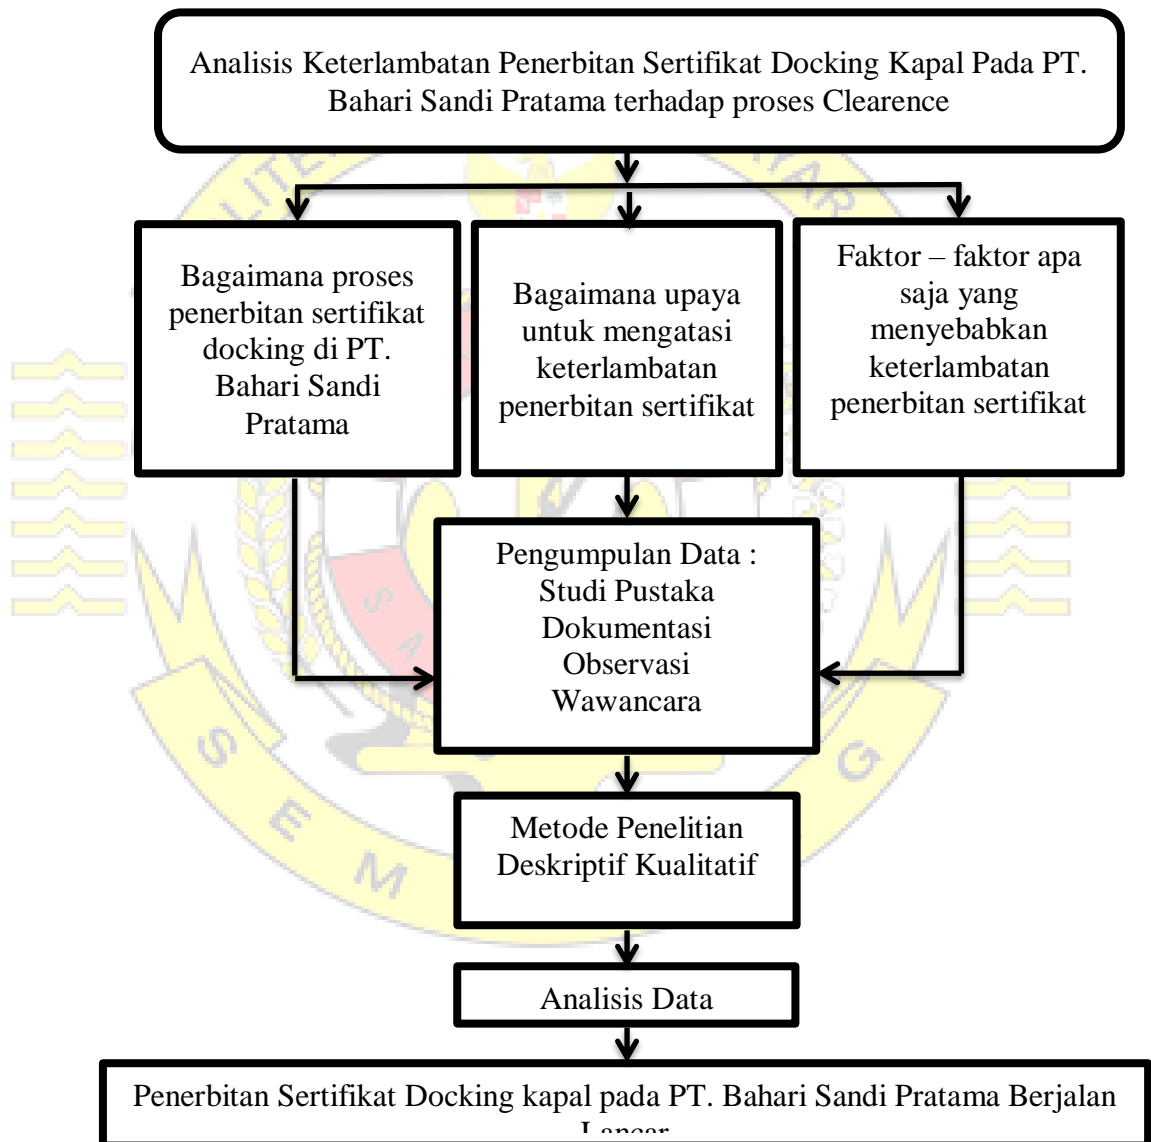 Analisis Keterlambatan Penerbitan Sertifikat Docking Kapal Pada PT.
Bahari Sandi Pratama terhadap proses Clearence
Bagaimana proses
penerbitan sertifikat
docking di PT.
Bahari Sandi
Pratama
Bagaimana upaya
untuk mengatasi
keterlambatan
penerbitan sertifikat
Faktor – faktor apa
saja yang
menyebabkan
keterlambatan
penerbitan sertifikat
Pengumpulan Data :
Studi Pustaka
Dokumentasi
Observasi
Wawancara
Metode Penelitian
Deskriptif Kualitatif
Analisis Data
Penerbitan Sertifikat Docking kapal pada PT. Bahari Sandi Pratama Berjalan
Lancar